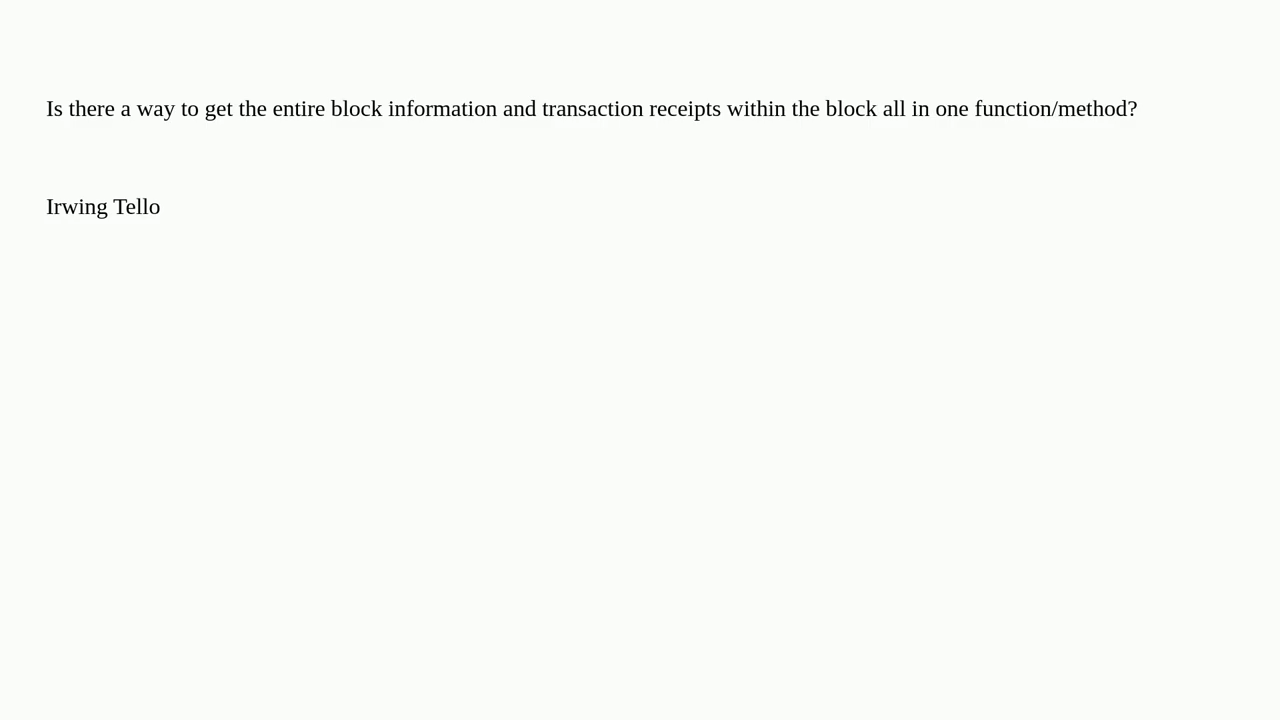 Is there a way to get the entire block information and transaction receipts within the block all in one function/method?
Irwing Tello